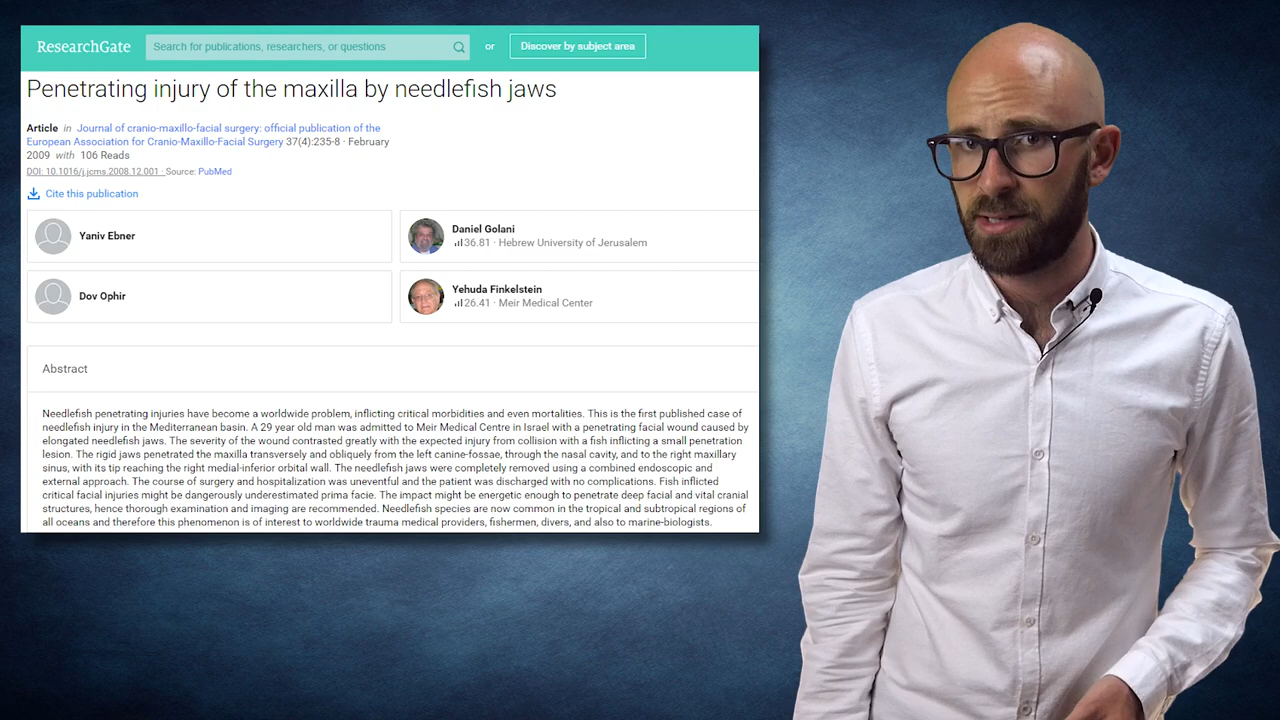 ResearchGate
Search for publications, researchers, or questions
or
Discover by subject area
Penetrating injury of the maxilla by needlefish jaws
Article in Journal of cranio-maxillo-facial surgery: official publication of the
European Association for Cranio-Maxillo-Facial Surgery 37(4):235-8 · February
2009 with 106 Reads
DOI: 10.1016/j.jcms.2008.12.001 · Source: PubMed
Cite this publication
Yaniv Ebner
Daniel Golani
36.81 · Hebrew University of Jerusalem
Dov Ophir
Yehuda Finkelstein
26.41 · Meir Medical Center
Abstract
Needlefish penetrating injuries have become a worldwide problem, inflicting critical morbidities and even mortalities. This is the first published case of
needlefish injury in the Mediterranean basin. A 29 year old man was admitted to Meir Medical Centre in Israel with a penetrating facial wound caused by
elongated needlefish jaws. The severity of the wound contrasted greatly with the expected injury from collision with a fish inflicting a small penetration
lesion. The rigid jaws penetrated the maxilla transversely and obliquely from the left canine-fossae, through the nasal cavity, and to the right maxillary
sinus, with its tip reaching the right medial-inferior orbital wall. The needlefish jaws were completely removed using a combined endoscopic and
external approach. The course of surgery and hospitalization was uneventful and the patient was discharged with no complications. Fish inflicted
critical facial injuries might be dangerously underestimated prima facie. The impact might be energetic enough to penetrate deep facial and vital cranial
structures, hence thorough examination and imaging are recommended. Needlefish species are now common in the tropical and subtropical regions of
all oceans and therefore this phenomenon is of interest to worldwide trauma medical providers, fishermen, divers, and also to marine-biologists.